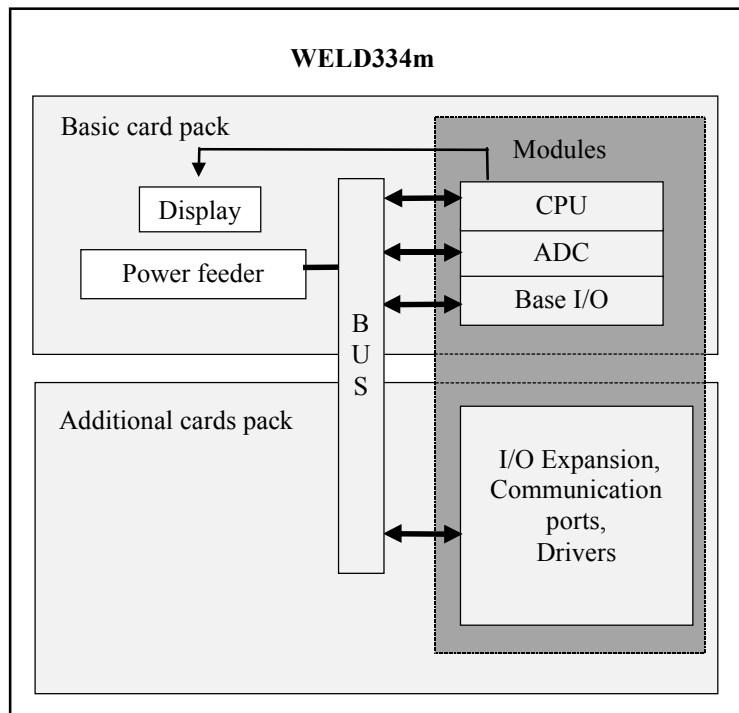 WELD334m
Basic card pack
Modules
Display
CPU
Power feeder
ADC
Base I/O
B
U
S
Additional cards pack
I/O Expansion,
Communication
ports,
Drivers